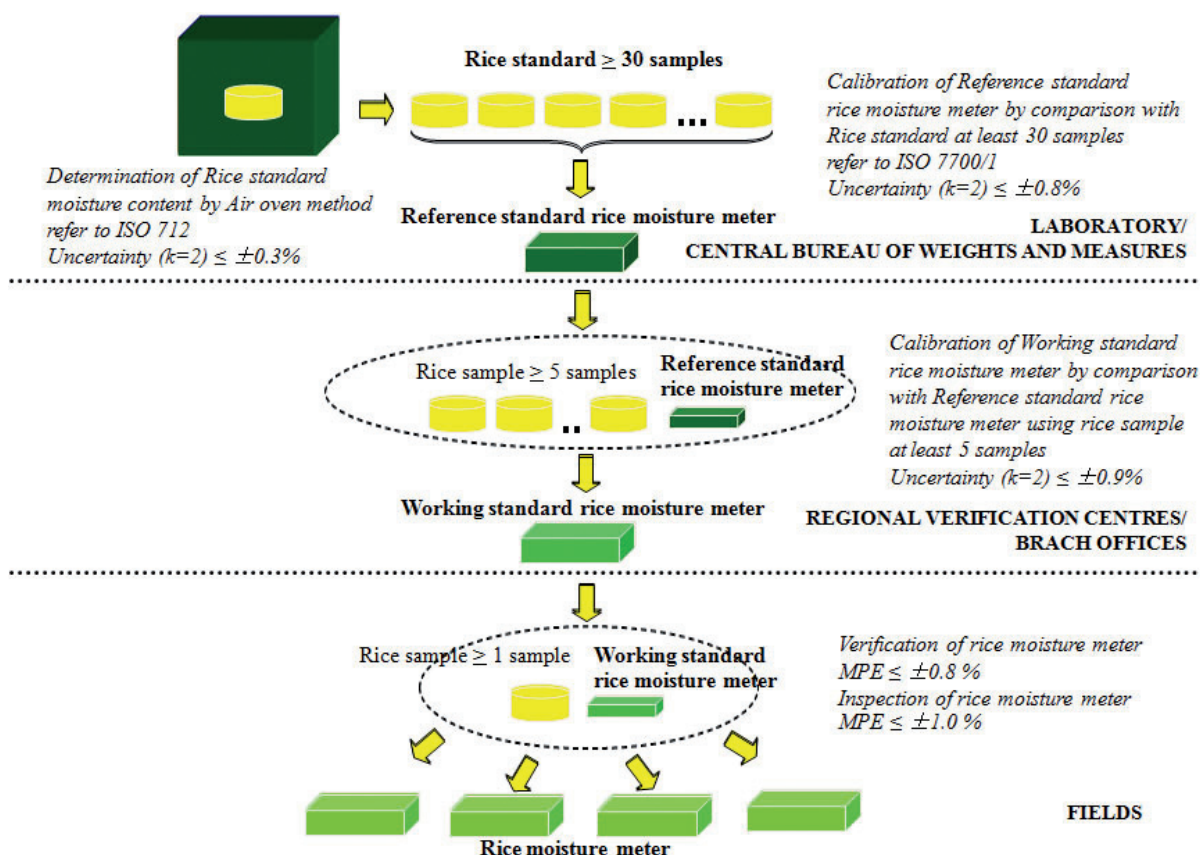 Rice standard ≥ 30 samples
Determination of Rice standard
moisture content by Air oven method
refer to ISO 712
Uncertainty (k=2) ≤ ±0.3%
Calibration of Reference standard
rice moisture meter by comparison with
Rice standard at least 30 samples
refer to ISO 7700/1
Uncertainty (k=2) ≤ ±0.8%
Reference standard rice moisture meter
LABORATORY/
CENTRAL BUREAU OF WEIGHTS AND MEASURES
Rice sample ≥ 5 samples
Reference standard
rice moisture meter
Calibration of Working standard
rice moisture meter by comparison
with Reference standard rice
moisture meter using rice sample
at least 5 samples
Uncertainty (k=2) ≤ ±0.9%
Working standard rice moisture meter
REGIONAL VERIFICATION CENTRES/
BRACH OFFICES
Rice sample ≥ 1 sample
Working standard
rice moisture meter
Verification of rice moisture meter
MPE ≤ ±0.8 %
Inspection of rice moisture meter
MPE ≤ ±1.0 %
FIELDS
Rice moisture meter